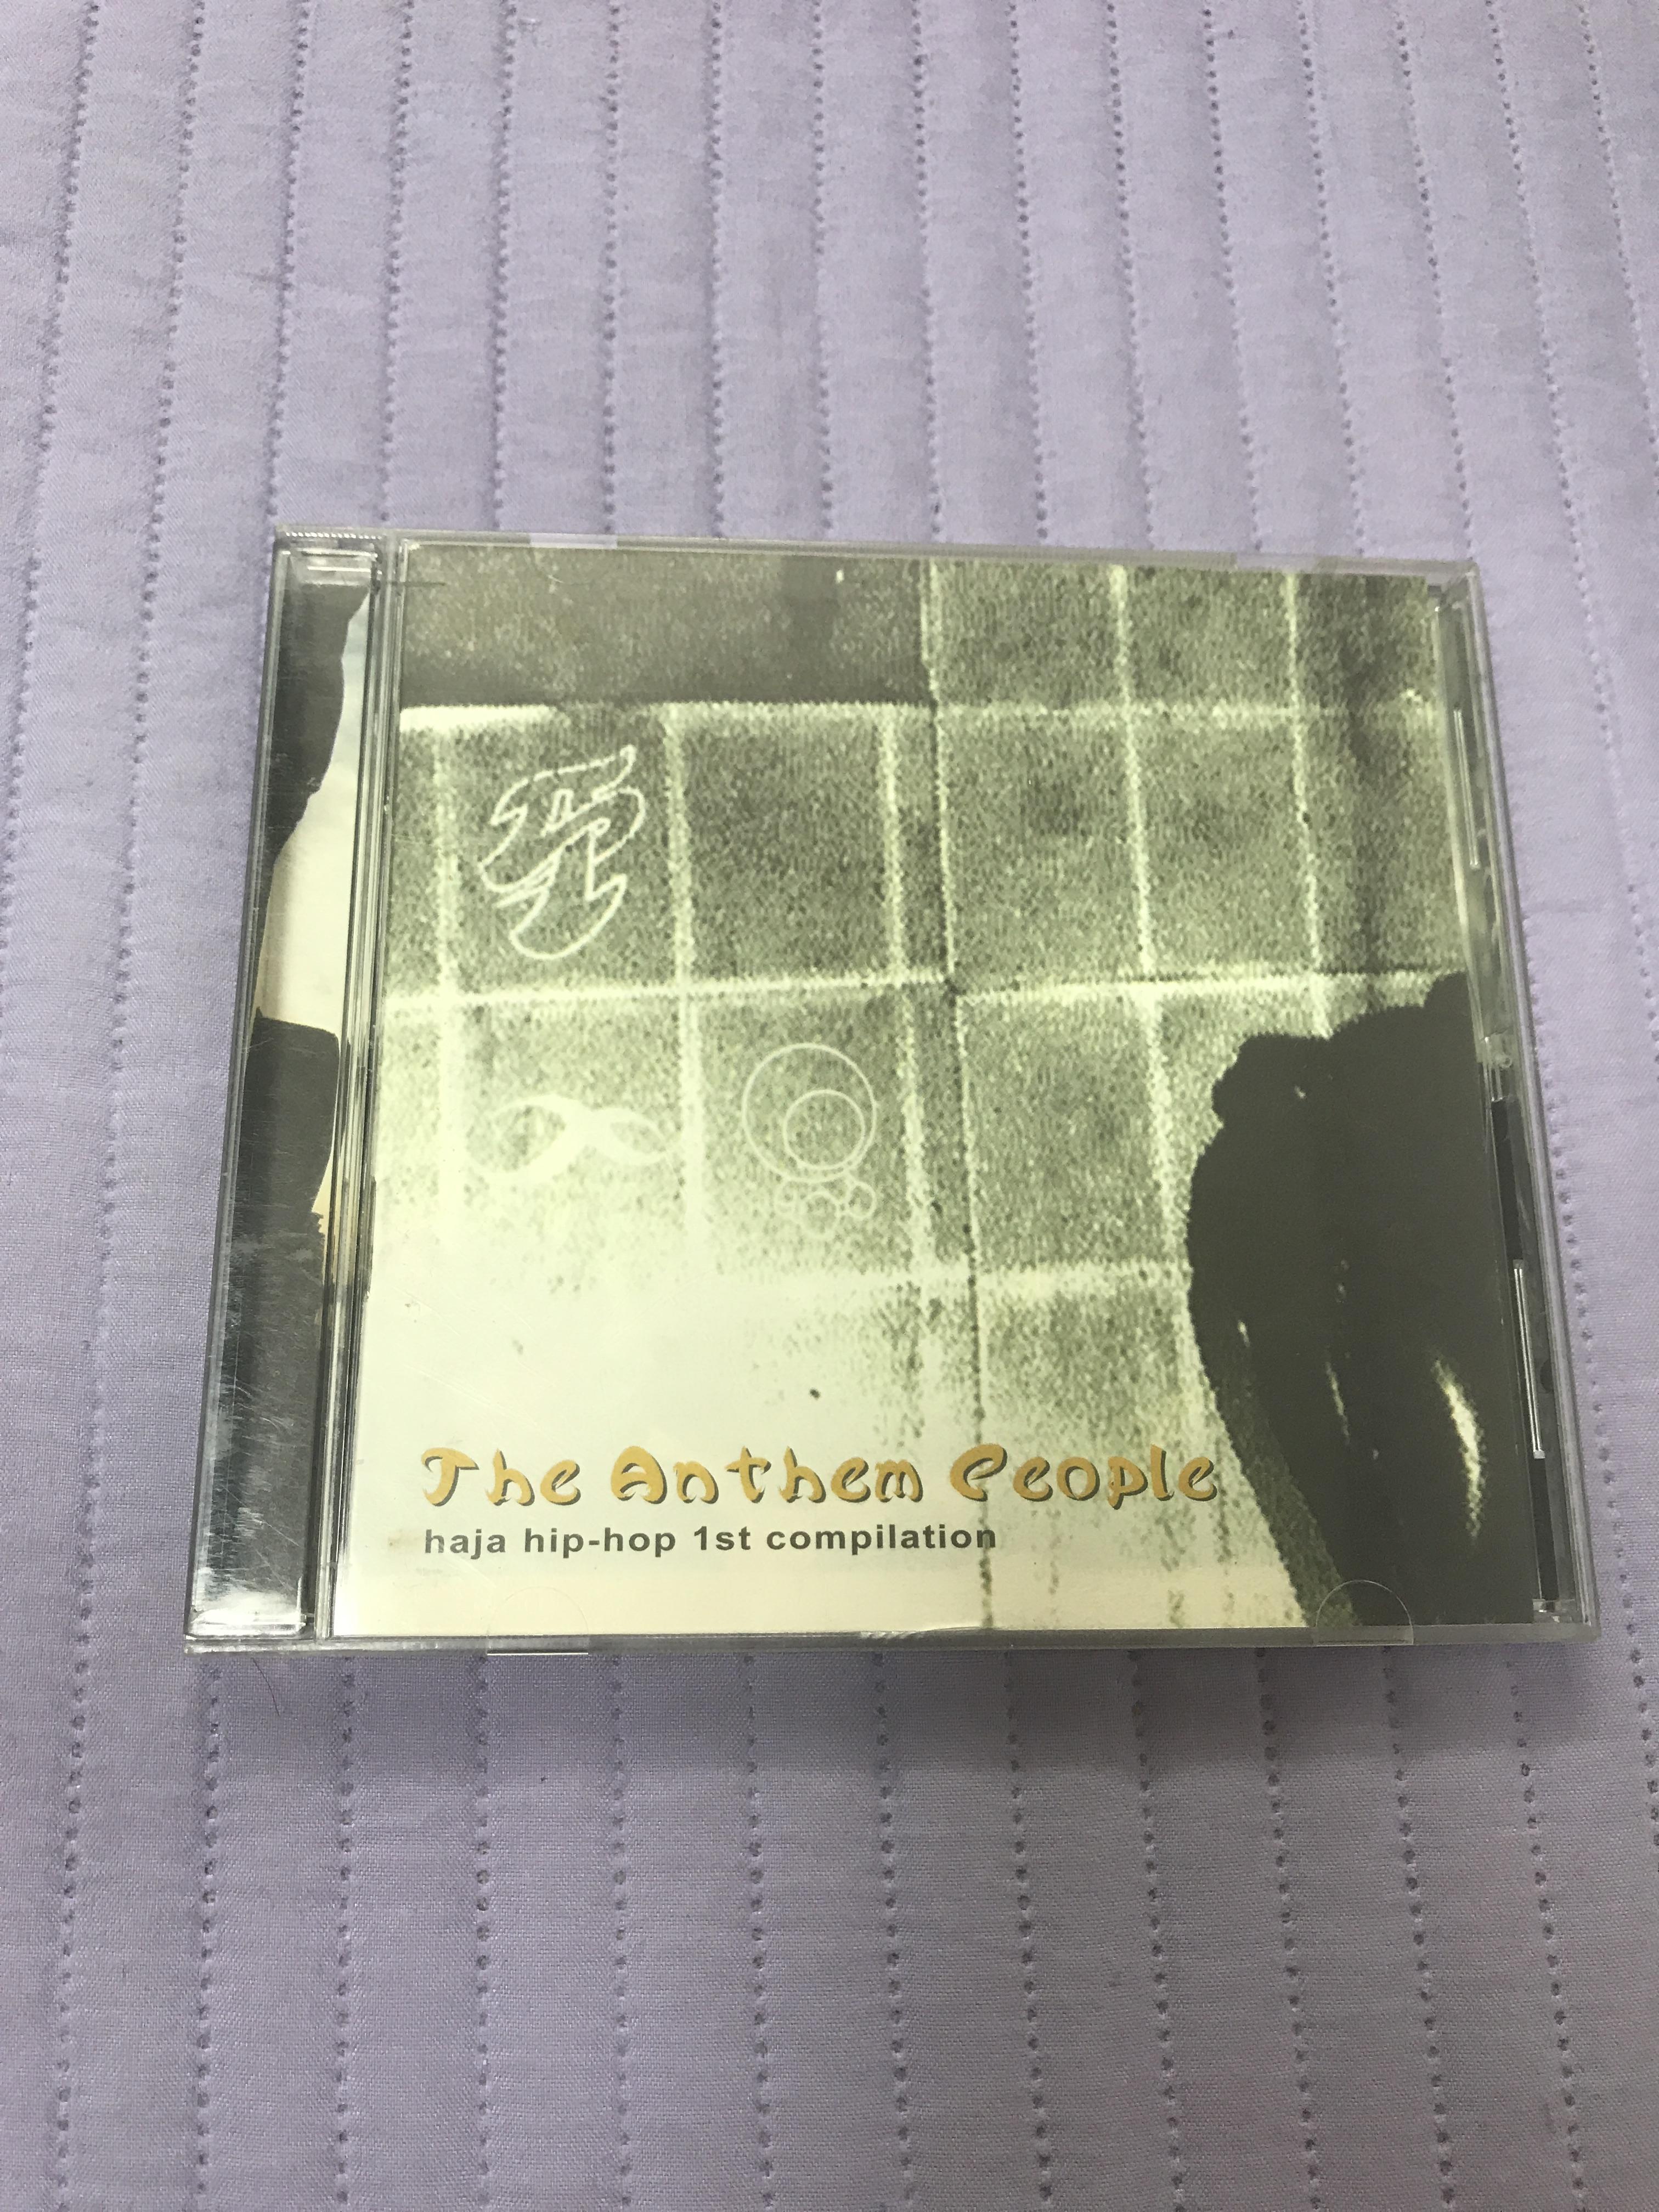 The Anthem People
haja hip-hop 1st compilation